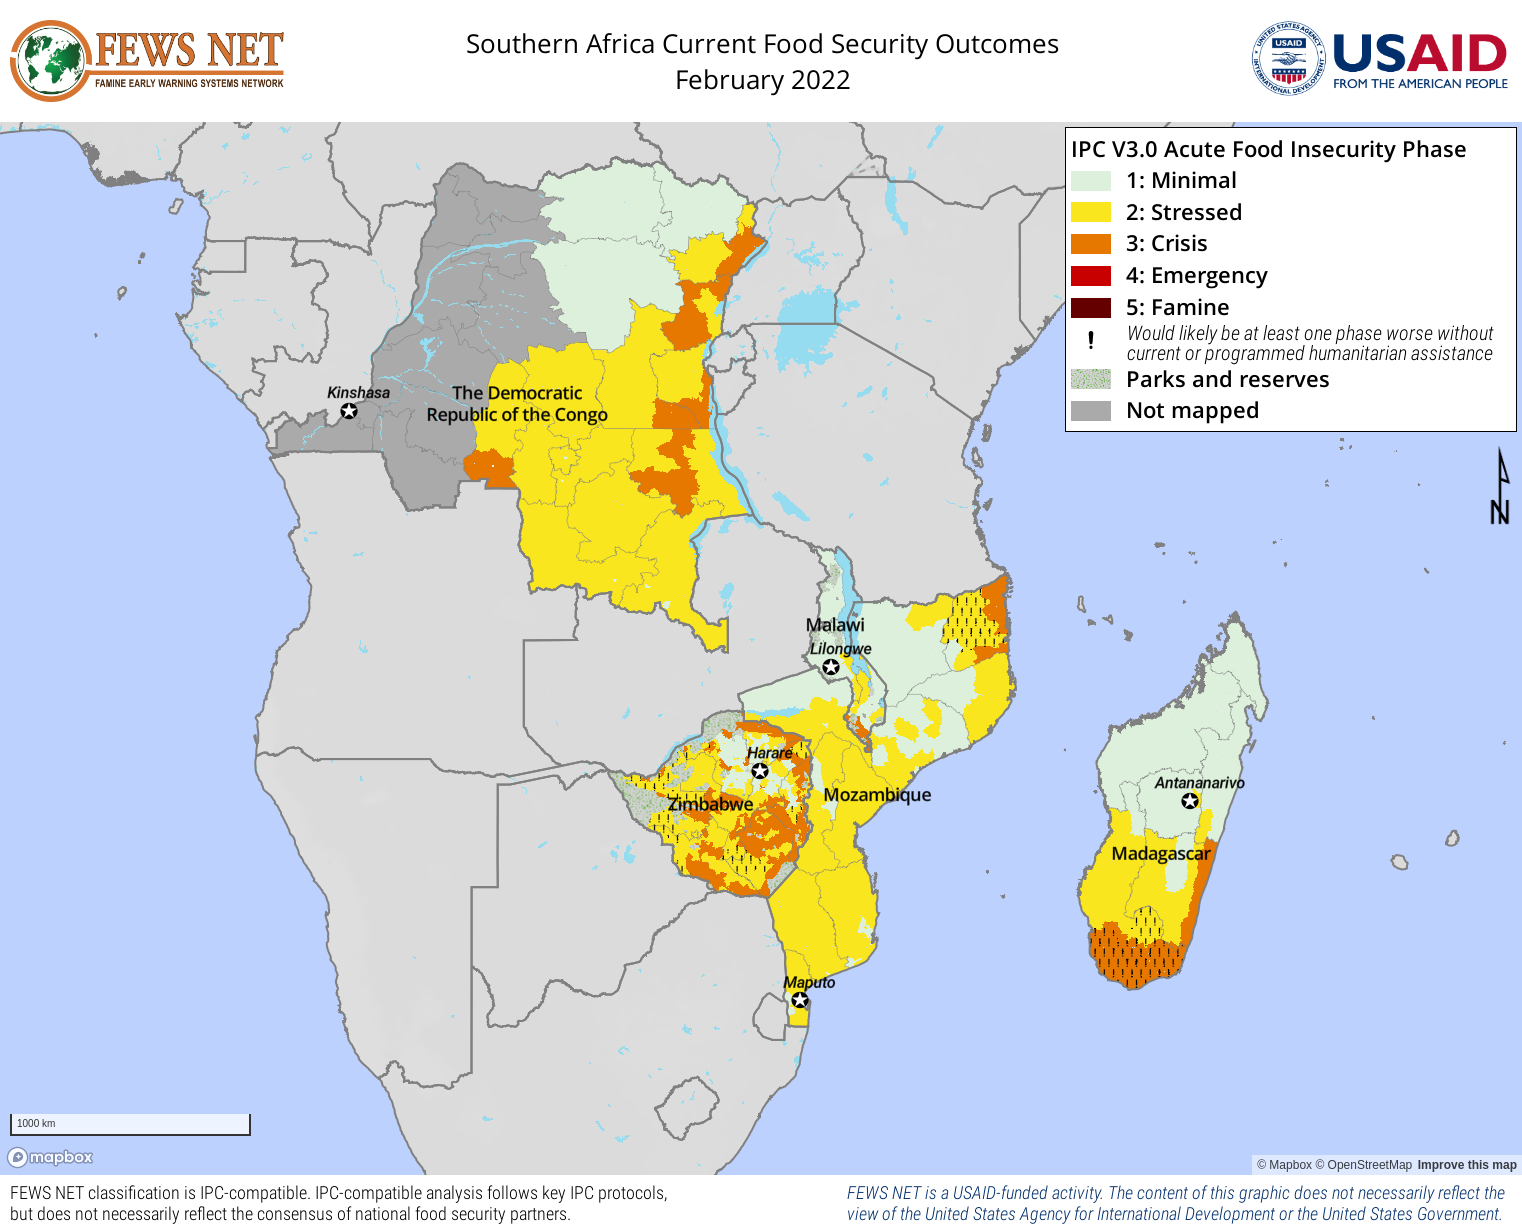 FEWS NET
FAMINE EARLY WARNING SYSTEMS NETWORK
Southern Africa Current Food Security Outcomes
February 2022
UNITED STATES AGENCY
USAID
INTERNATIONAL DEVELOPMENT
USAID
FROM THE AMERICAN PEOPLE
IPC V3.0 Acute Food Insecurity Phase
1: Minimal
2: Stressed
3: Crisis
4: Emergency
5: Famine
! Would likely be at least one phase worse without
current or programmed humanitarian assistance
Parks and reserves
Not mapped
Kinshasa
The Democratic
Republic of the Congo
N
Malawi
Lilongwe
Harare
Zimbabwe
Mozambique
Antananarivo
Madagascar
Maputo
1000 km
mapbox
© Mapbox © OpenStreetMap Improve this map
FEWS NET classification is IPC-compatible. IPC-compatible analysis follows key IPC protocols,
but does not necessarily reflect the consensus of national food security partners.
FEWS NET is a USAID-funded activity. The content of this graphic does not necessarily reflect the
view of the United States Agency for International Development or the United States Government.